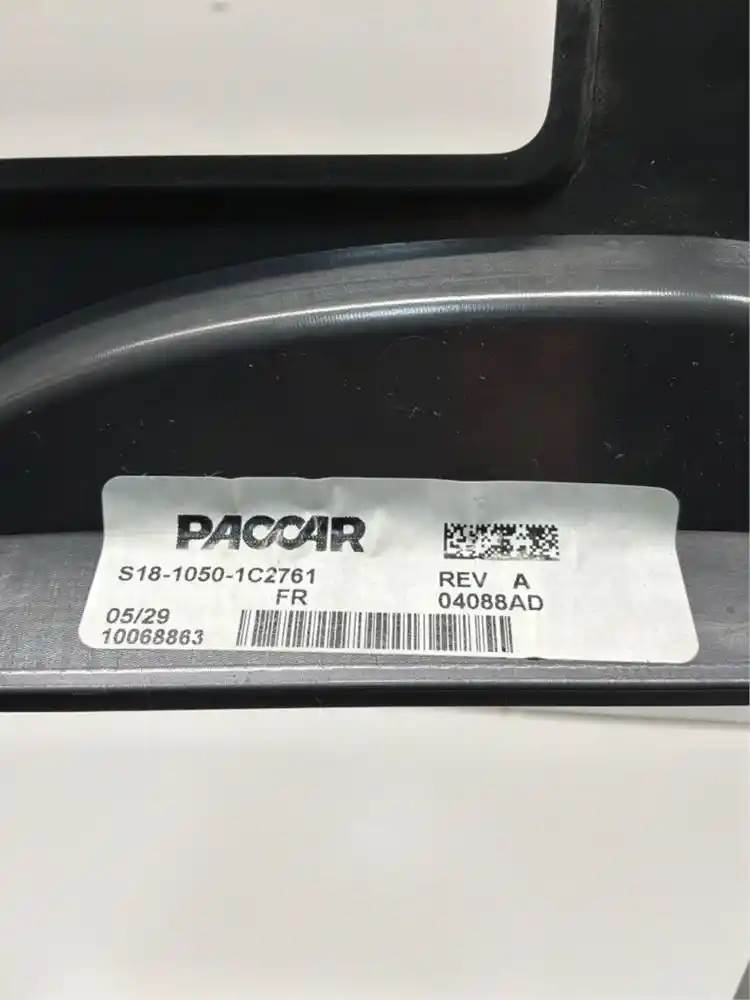 PACCAR
S18-1050-1C2761 REV A
FR 04088AD
05/29
10068863